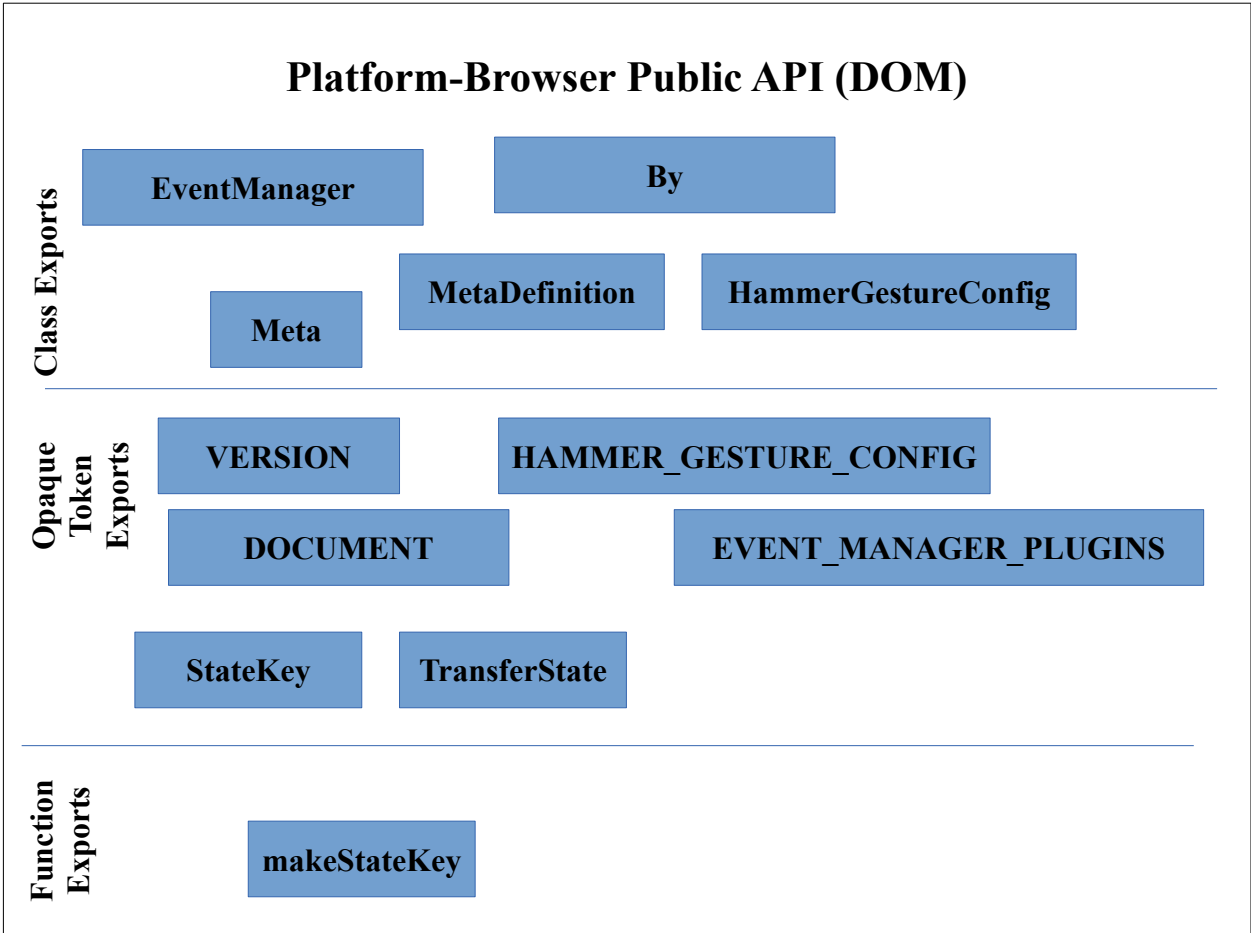 Platform-Browser Public API (DOM)
Class Exports
EventManager
By
MetaDefinition
HammerGestureConfig
Meta
Opaque
Token
Exports
VERSION
HAMMER_GESTURE_CONFIG
DOCUMENT
EVENT_MANAGER_PLUGINS
StateKey
TransferState
Function
Exports
makeStateKey